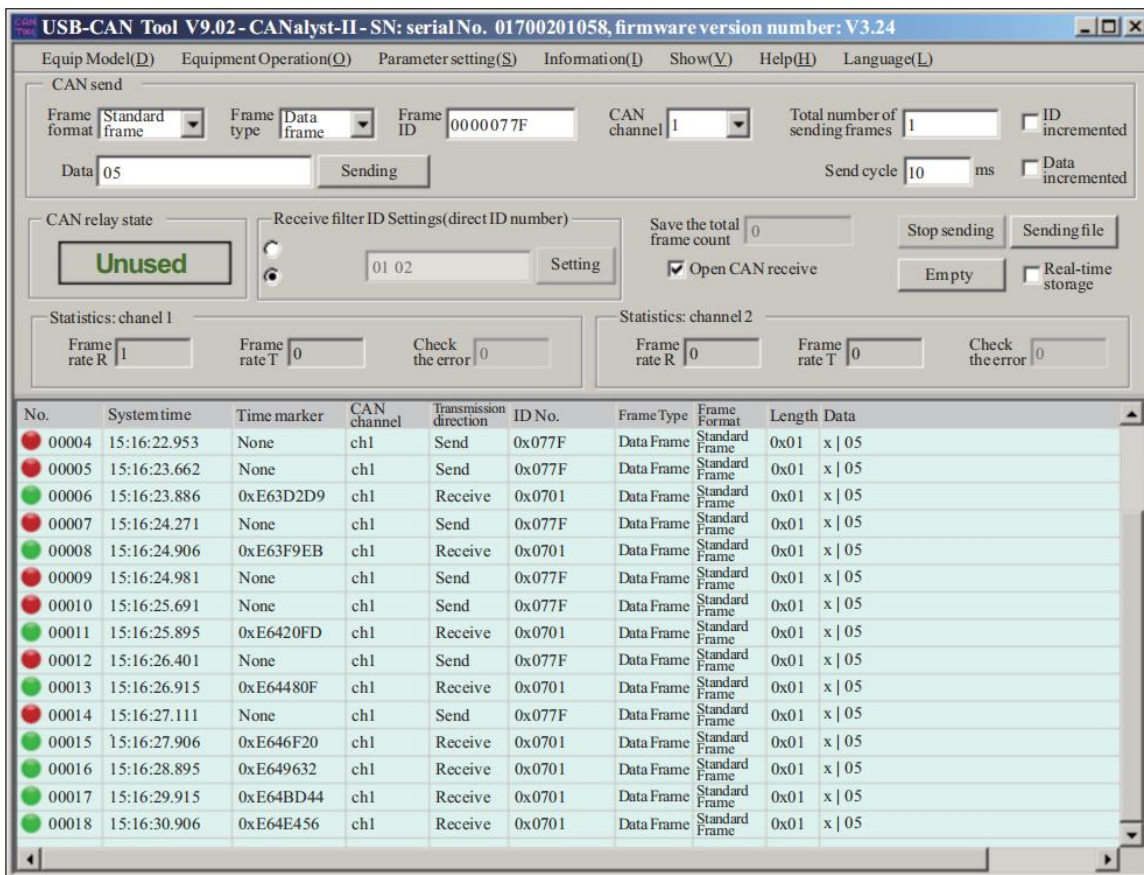 CAN TOOL USB-CAN Tool V9.02 - CANalyst-II - SN: serial No. 01700201058, firmware version number: V3.24
Equip Model(D) Equipment Operation(O) Parameter setting(S) Information(I) Show(V) Help(H) Language(L)
CAN send
Frame format Standard frame Frame type Data frame Frame ID 0000077F CAN channel 1 Total number of sending frames 1 ID incremented
Data 05 Sending Send cycle 10 ms Data incremented
CAN relay state Receive filter ID Settings(direct ID number) Save the total frame count 0 Stop sending Sending file
Unused 01 02 Setting Open CAN receive Empty Real-time storage
Statistics: chanel 1 Statistics: channel 2
Frame rate R 1 Frame rate T 0 Check the error 0 Frame rate R 0 Frame rate T 0 Check the error 0
No. System time Time marker CAN channel Transmission direction ID No. Frame Type Frame Format Length Data
00004 15:16:22.953 None ch1 Send 0x077F Data Frame Standard Frame 0x01 x | 05
00005 15:16:23.662 None ch1 Send 0x077F Data Frame Standard Frame 0x01 x | 05
00006 15:16:23.886 0xE63D2D9 ch1 Receive 0x0701 Data Frame Standard Frame 0x01 x | 05
00007 15:16:24.271 None ch1 Send 0x077F Data Frame Standard Frame 0x01 x | 05
00008 15:16:24.906 0xE63F9EB ch1 Receive 0x0701 Data Frame Standard Frame 0x01 x | 05
00009 15:16:24.981 None ch1 Send 0x077F Data Frame Standard Frame 0x01 x | 05
00010 15:16:25.691 None ch1 Send 0x077F Data Frame Standard Frame 0x01 x | 05
00011 15:16:25.895 0xE6420FD ch1 Receive 0x0701 Data Frame Standard Frame 0x01 x | 05
00012 15:16:26.401 None ch1 Send 0x077F Data Frame Standard Frame 0x01 x | 05
00013 15:16:26.915 0xE64480F ch1 Receive 0x0701 Data Frame Standard Frame 0x01 x | 05
00014 15:16:27.111 None ch1 Send 0x077F Data Frame Standard Frame 0x01 x | 05
00015 15:16:27.906 0xE646F20 ch1 Receive 0x0701 Data Frame Standard Frame 0x01 x | 05
00016 15:16:28.895 0xE649632 ch1 Receive 0x0701 Data Frame Standard Frame 0x01 x | 05
00017 15:16:29.915 0xE64BD44 ch1 Receive 0x0701 Data Frame Standard Frame 0x01 x | 05
00018 15:16:30.906 0xE64E456 ch1 Receive 0x0701 Data Frame Standard Frame 0x01 x | 05